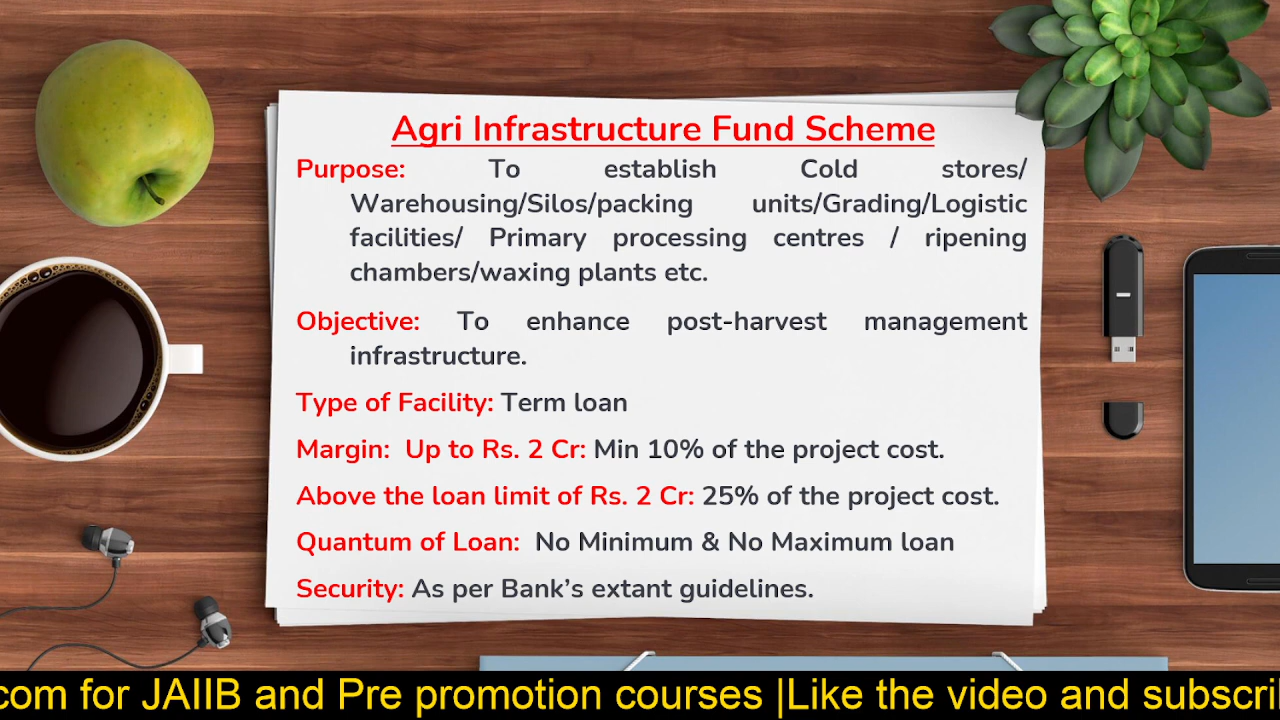 Agri Infrastructure Fund Scheme
Purpose: To establish Cold stores/
Warehousing/Silos/packing units/Grading/Logistic
facilities/ Primary processing centres / ripening
chambers/waxing plants etc.
Objective: To enhance post-harvest management
infrastructure.
Type of Facility: Term loan
Margin: Up to Rs. 2 Cr: Min 10% of the project cost.
Above the loan limit of Rs. 2 Cr: 25% of the project cost.
Quantum of Loan: No Minimum & No Maximum loan
Security: As per Bank’s extant guidelines.
com for JAIIB and Pre promotion courses |Like the video and subscri